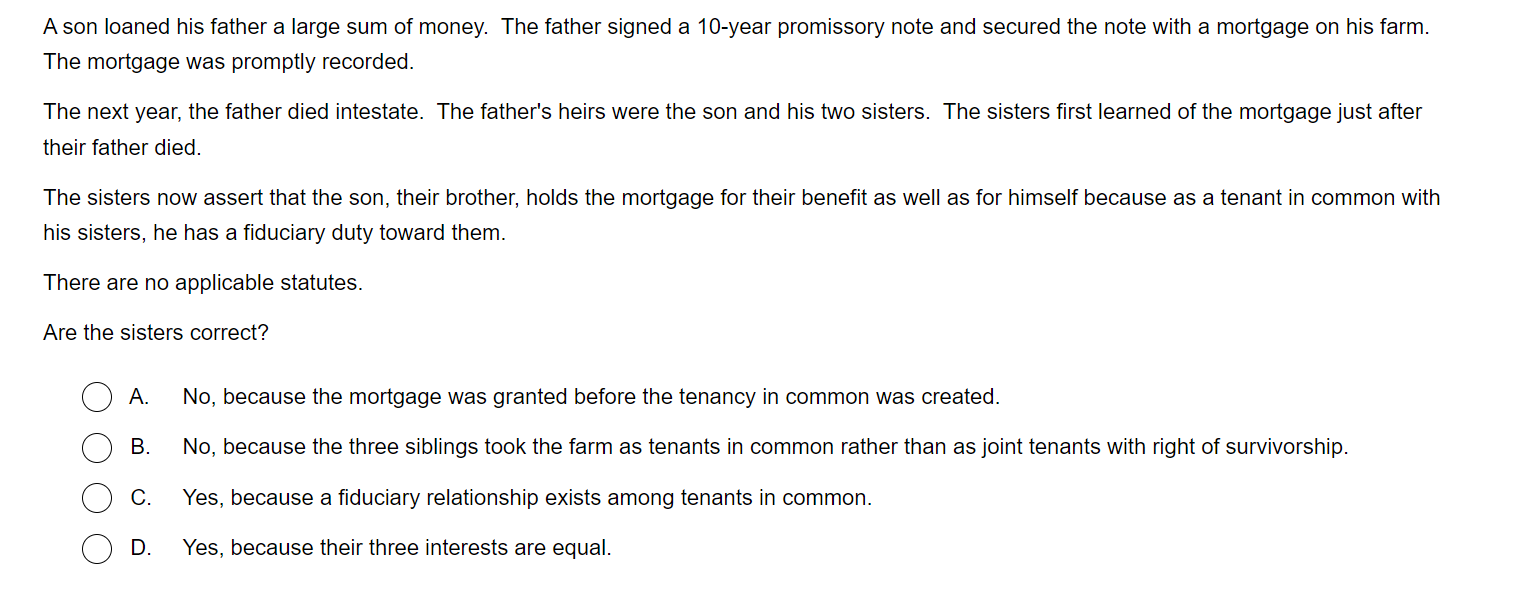 A son loaned his father a large sum of money.  The father signed a 10-year promissory note and secured the note with a mortgage on his farm.
The mortgage was promptly recorded.
The next year, the father died intestate.  The father's heirs were the son and his two sisters.  The sisters first learned of the mortgage just after
their father died.
The sisters now assert that the son, their brother, holds the mortgage for their benefit as well as for himself because as a tenant in common with
his sisters, he has a fiduciary duty toward them.
There are no applicable statutes.
Are the sisters correct?
A. No, because the mortgage was granted before the tenancy in common was created.
B. No, because the three siblings took the farm as tenants in common rather than as joint tenants with right of survivorship.
C. Yes, because a fiduciary relationship exists among tenants in common.
D. Yes, because their three interests are equal.